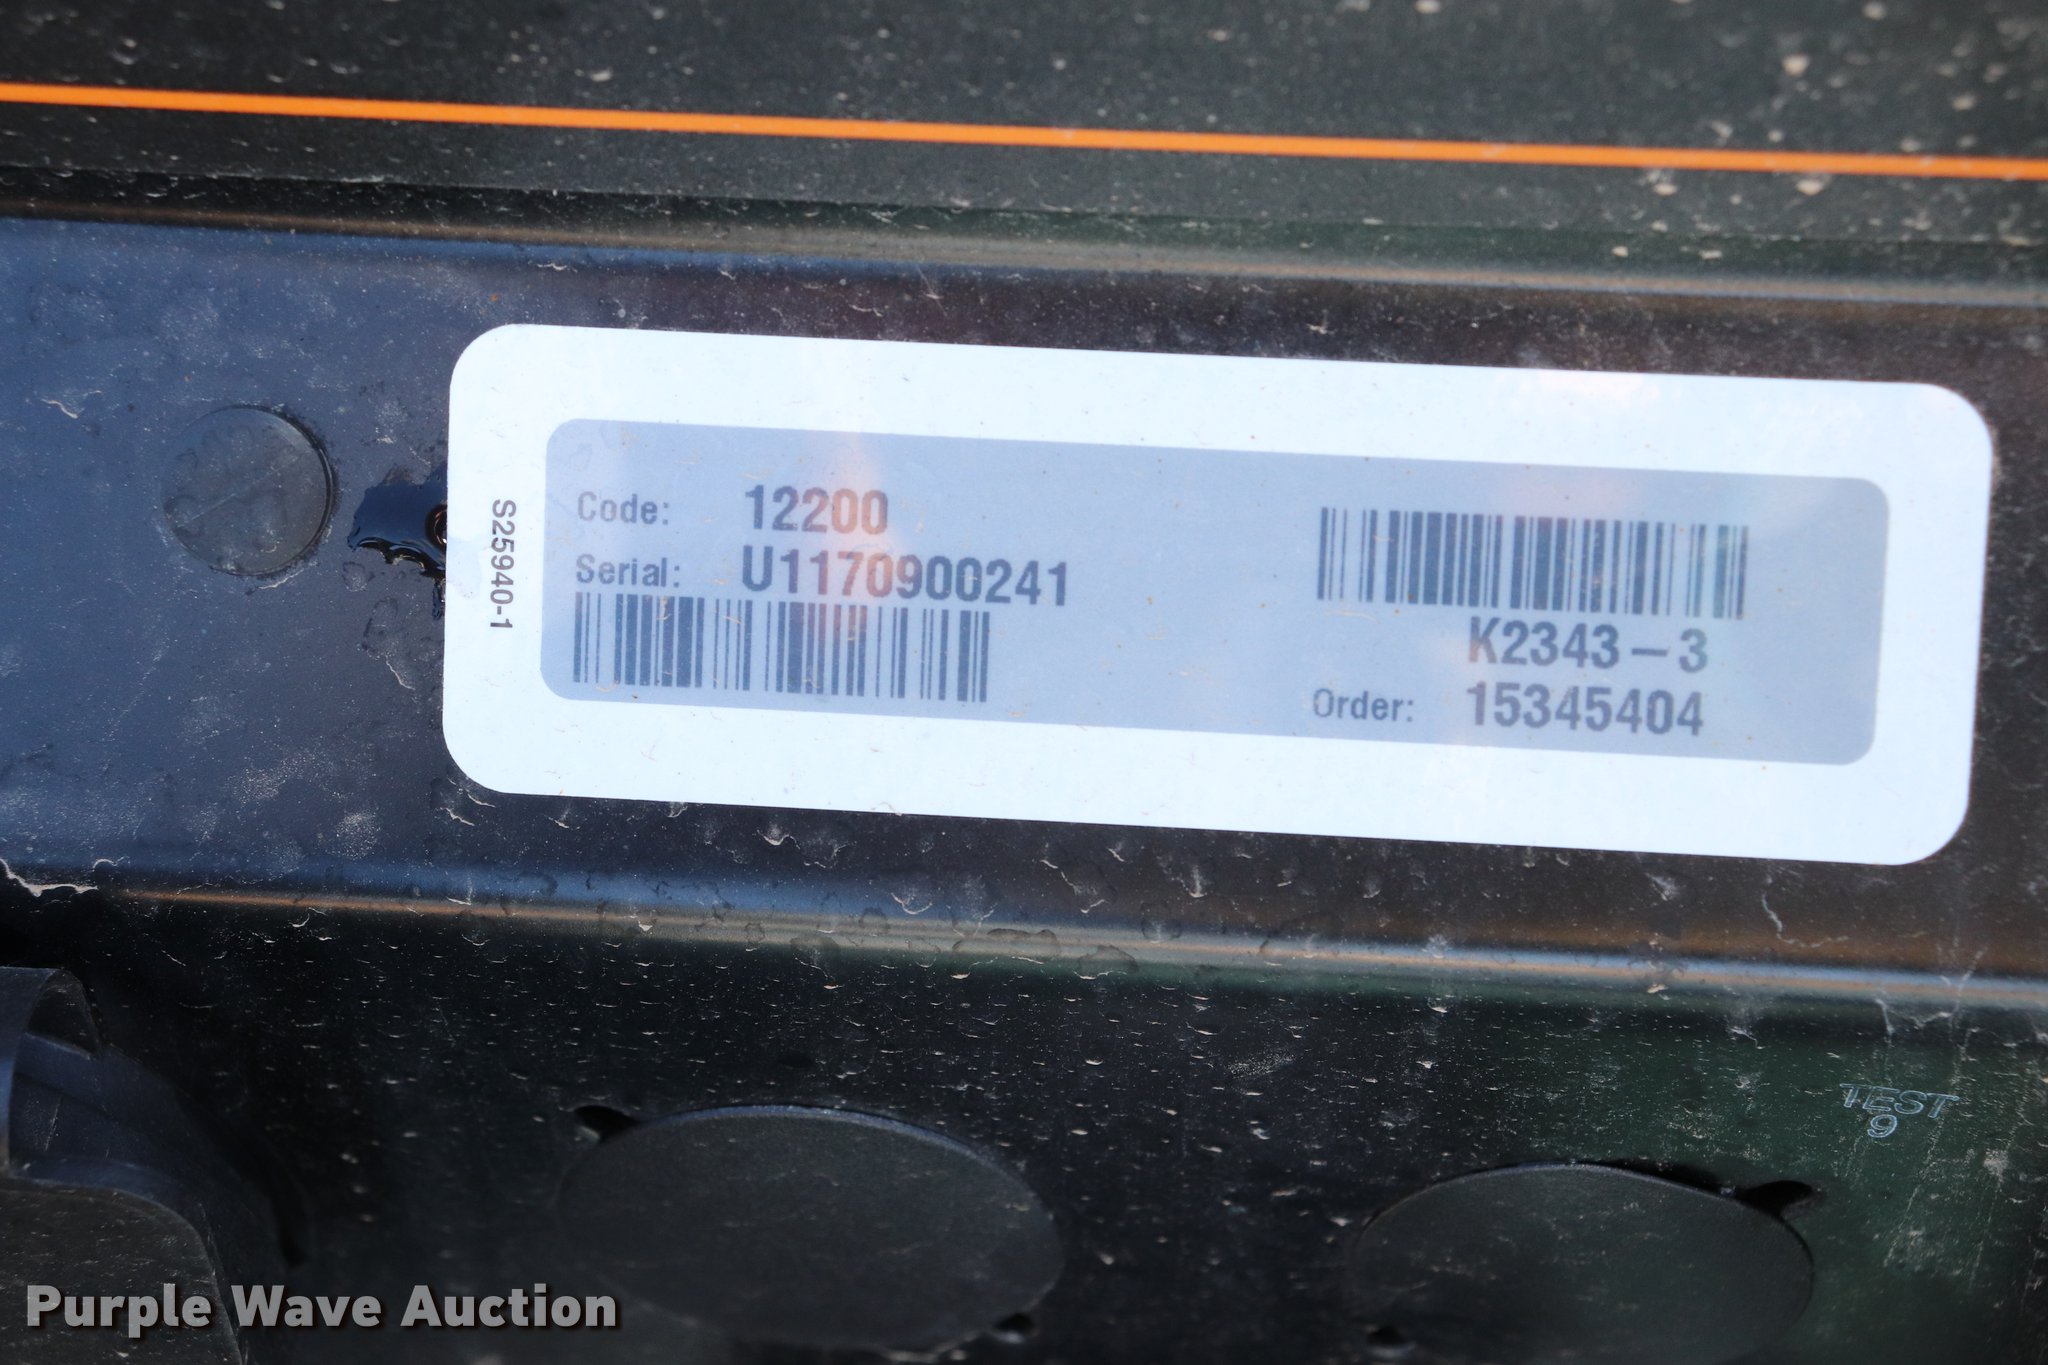 S25940-1
Code: 12200
Serial: U1170900241
K2343-3
Order: 15345404
TEST
9
Purple Wave Auction